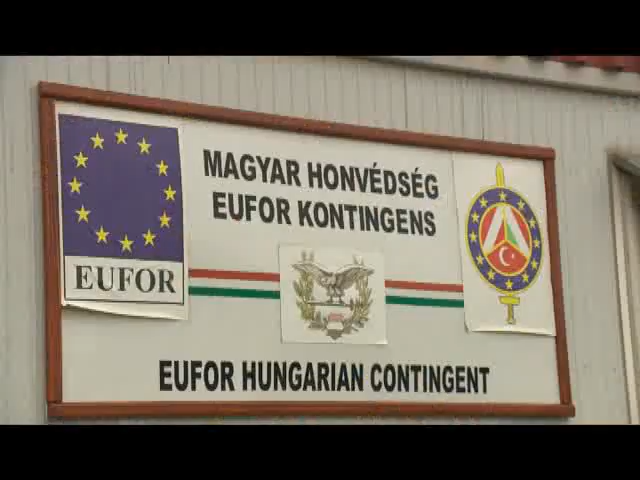 MAGYAR HONVÉDSÉG
EUFOR KONTINGENS
EUFOR
EUFOR HUNGARIAN CONTINGENT